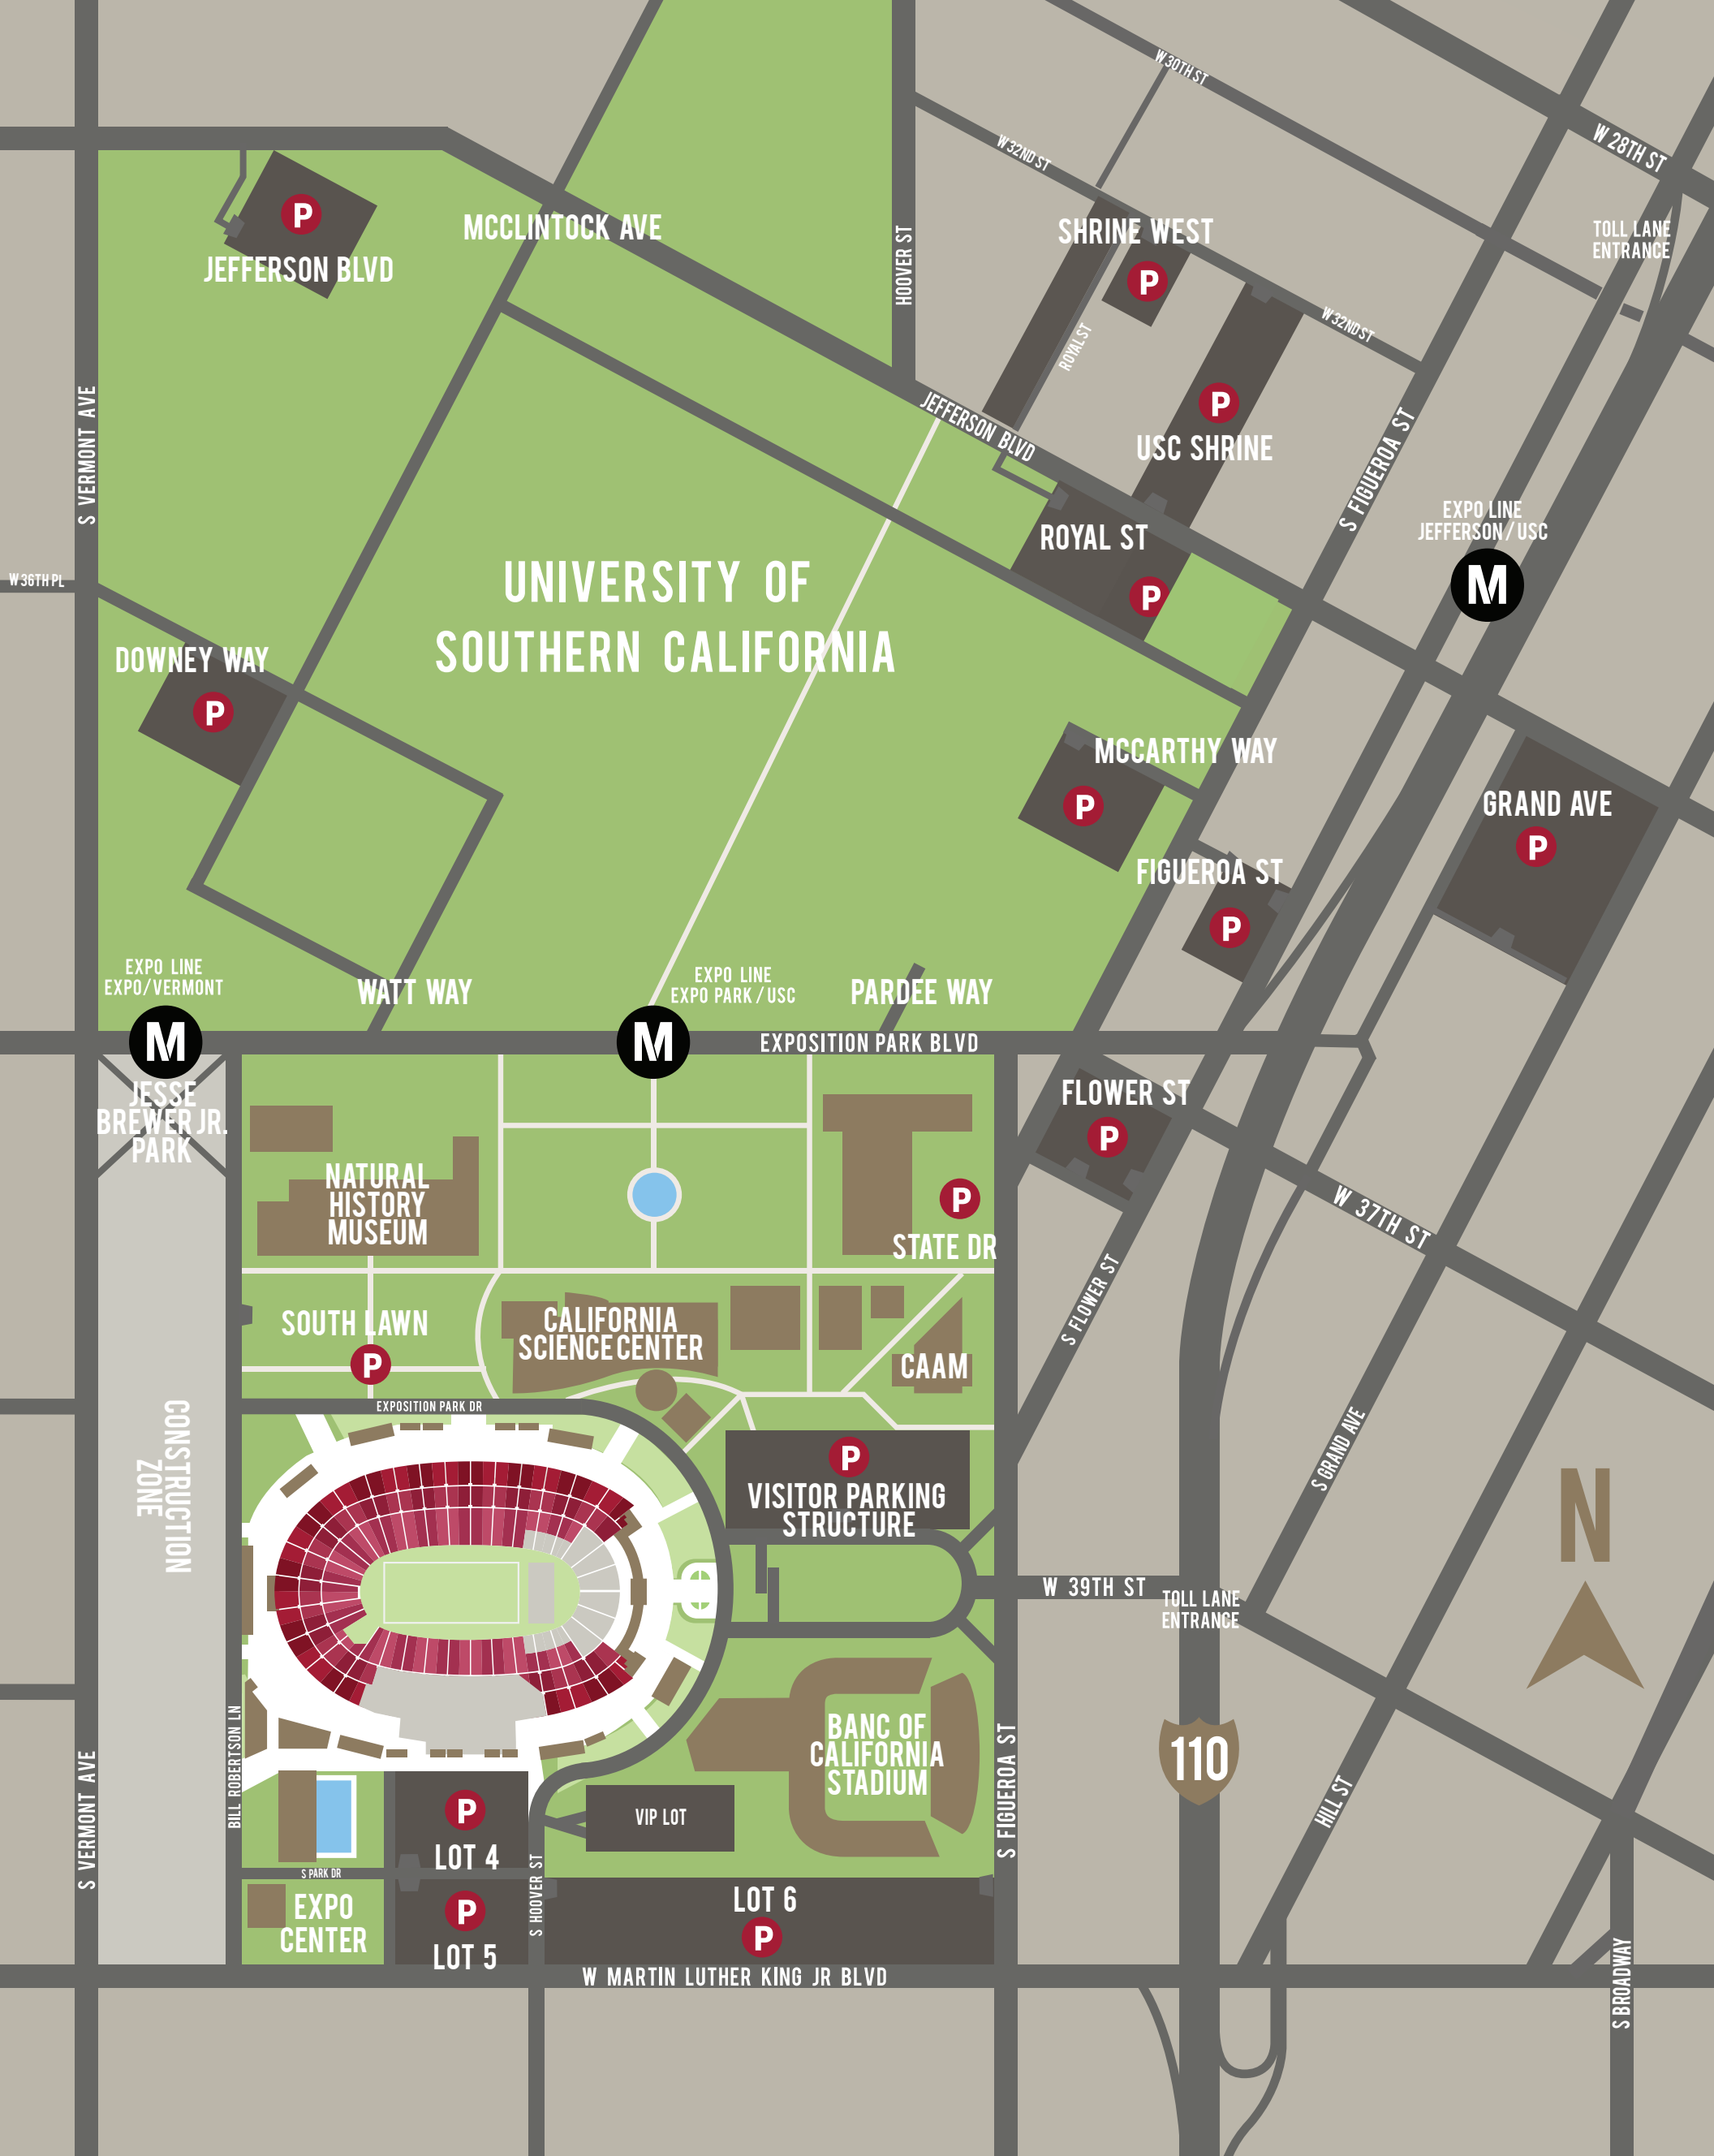 W 30TH ST
W 28TH ST
W 32ND ST
P
JEFFERSON BLVD
MCCLINTOCK AVE
HOOVER ST
SHRINE WEST
P
TOLL LANE
ENTRANCE
ROYAL ST
W 32ND ST
S VERMONT AVE
JEFFERSON BLVD
P
USC SHRINE
S FIGUEROA ST
EXPO LINE
JEFFERSON / USC
M
ROYAL ST
P
W 36TH PL
UNIVERSITY OF
SOUTHERN CALIFORNIA
DOWNEY WAY
P
MCCARTHY WAY
P
GRAND AVE
P
FIGUEROA ST
P
EXPO LINE
EXPO/VERMONT
M
WATT WAY
EXPO LINE
EXPO PARK / USC
M
PARDEE WAY
EXPOSITION PARK BLVD
JESSE
BREWER JR.
PARK
FLOWER ST
P
NATURAL
HISTORY
MUSEUM
P
STATE DR
W 37TH ST
S FLOWER ST
SOUTH LAWN
P
CALIFORNIA
SCIENCE CENTER
CAAM
EXPOSITION PARK DR
CONSTRUCTION
ZONE
P
VISITOR PARKING
STRUCTURE
S GRAND AVE
N
W 39TH ST
TOLL LANE
ENTRANCE
BANC OF
CALIFORNIA
STADIUM
110
S VERMONT AVE
BILL ROBERTSON LN
S FIGUEROA ST
HILL ST
P
LOT 4
VIP LOT
S PARK DR
S HOOVER ST
EXPO
CENTER
P
LOT 5
LOT 6
P
W MARTIN LUTHER KING JR BLVD
S BROADWAY